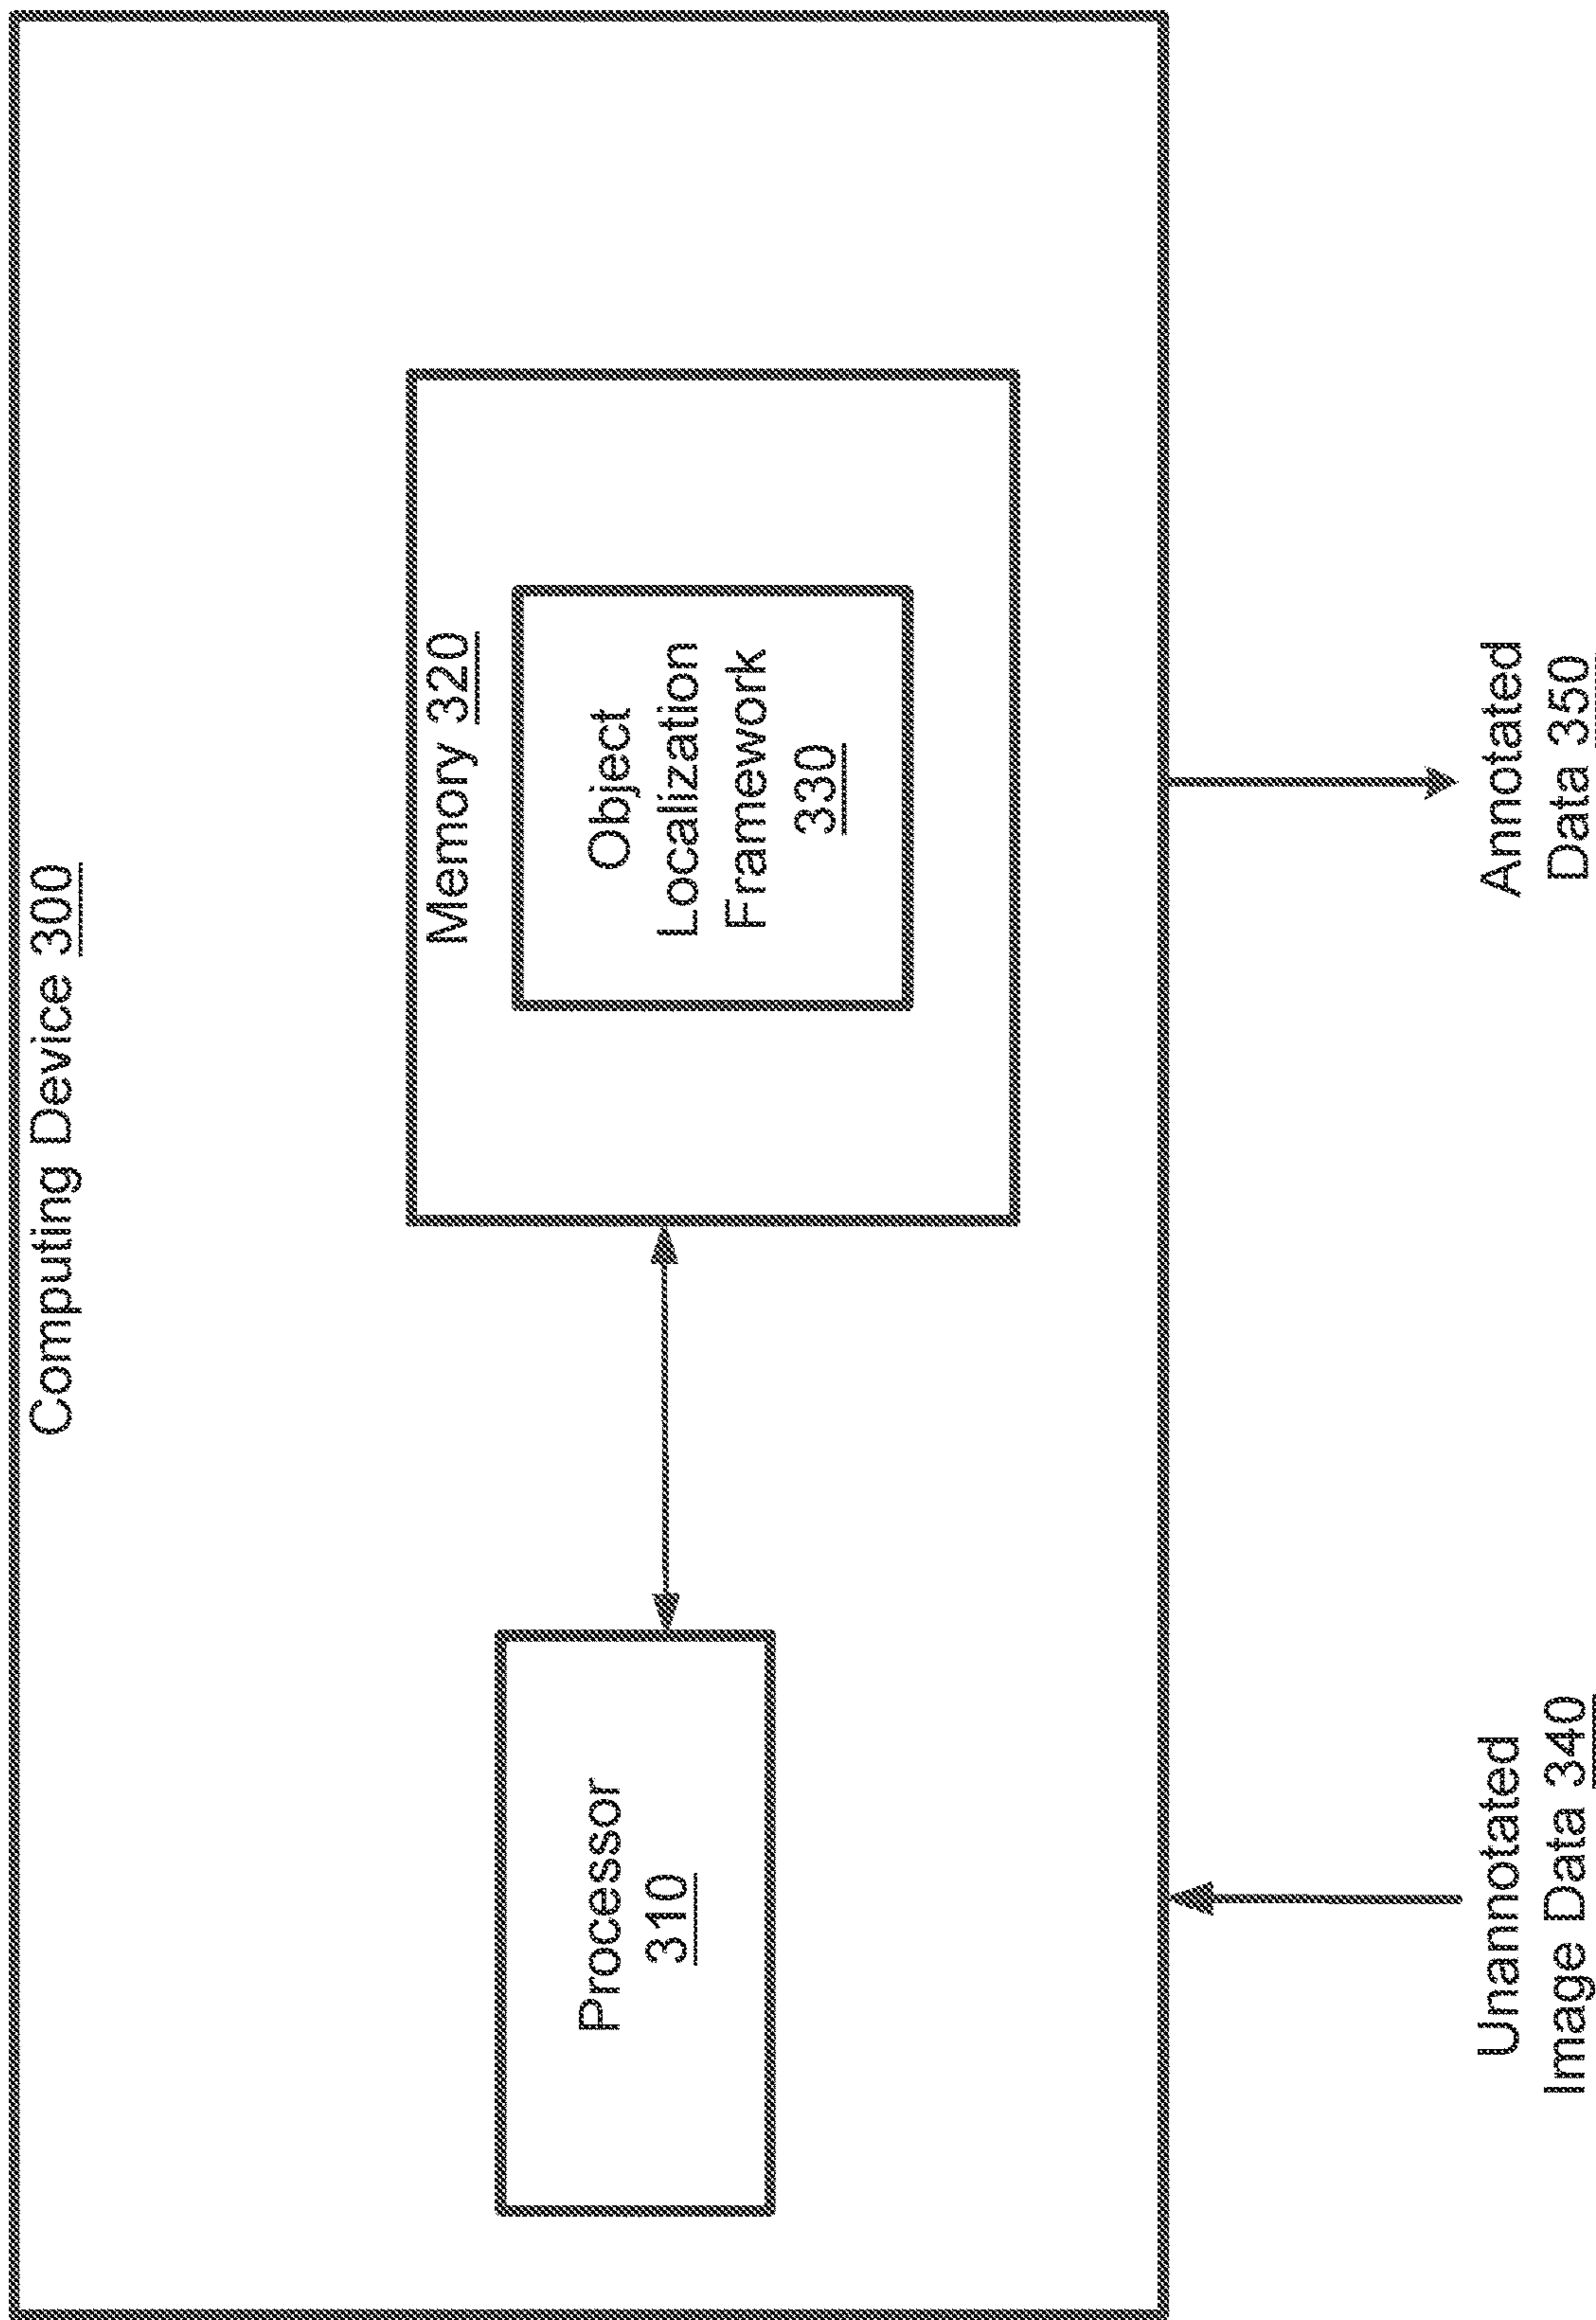 Computing Device 300
Processor
310
Memory 320
Object
Localization
Framework
330
Unannotated
Image Data 340
Annotated
Data 350